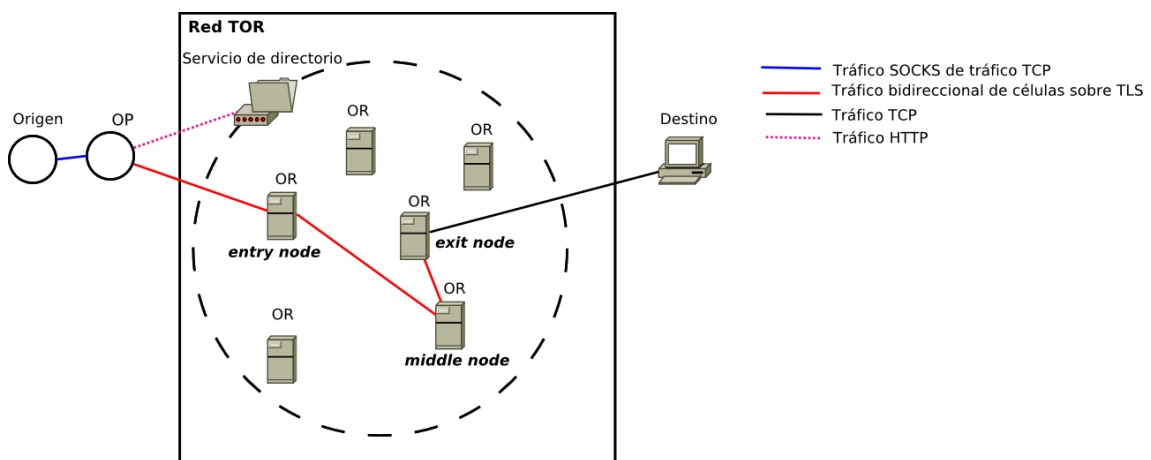 Red TOR
Servicio de directorio
Origen
OP
OR
OR
Destino
OR
entry node
OR
exit node
OR
middle node
OR
Tráfico SOCKS de tráfico TCP
Tráfico bidireccional de células sobre TLS
Tráfico TCP
Tráfico HTTP